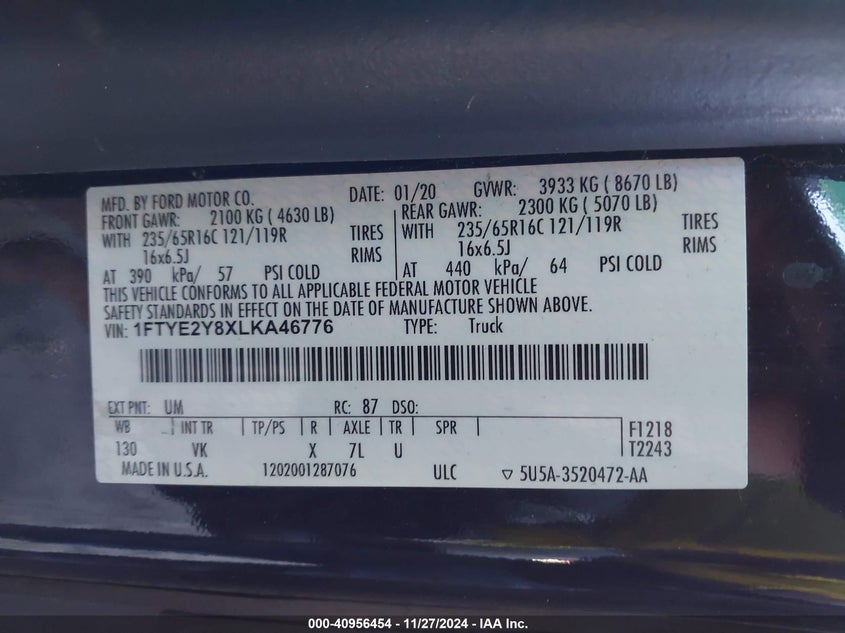 MFD. BY FORD MOTOR CO. DATE: 01/20 GVWR: 3933 KG ( 8670 LB)
FRONT GAWR: 2100 KG ( 4630 LB)
WITH 235/65R16C 121/119R TIRES
16x6.5J RIMS
AT 390 kPa/ 57 PSI COLD
REAR GAWR: 2300 KG ( 5070 LB)
WITH 235/65R16C 121/119R TIRES
16x6.5J RIMS
AT 440 kPa/ 64 PSI COLD
THIS VEHICLE CONFORMS TO ALL APPLICABLE FEDERAL MOTOR VEHICLE
SAFETY STANDARDS IN EFFECT ON THE DATE OF MANUFACTURE SHOWN ABOVE.
VIN: 1FTYE2Y8XLKA46776 TYPE: Truck
EXT PNT: UM RC: 87 DSO:
WB INT TR TP/PS R AXLE TR SPR F1218
130 VK X 7L U T2243
MADE IN U.S.A. 1202001287076 ULC ▽ 5U5A-3520472-AA
000-40956454 - 11/27/2024 - IAA Inc.